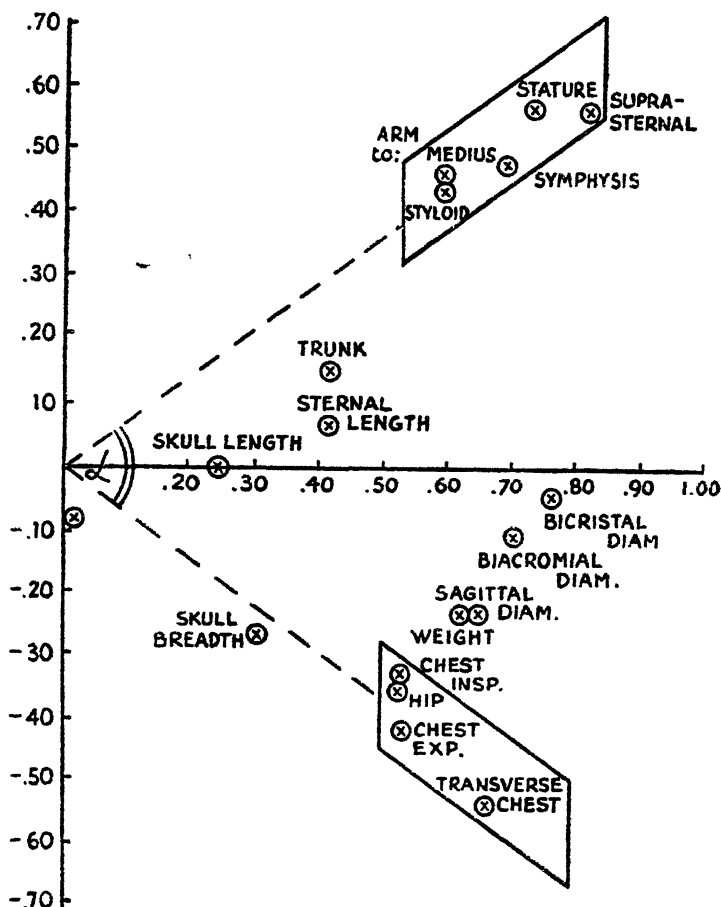 .70
.60
.50
.40
.30
.20
10
-.10
-.20
-.30
-.40
-.50
-.60
-.70
.20 .30 .40 .50 .60 .70 .80 .90 1.00
α
STATURE
SUPRA-
STERNAL
ARM
to:
MEDIUS
STYLOID
SYMPHYSIS
TRUNK
STERNAL
LENGTH
SKULL LENGTH
BICRISTAL
DIAM
BIACROMIAL
DIAM.
SAGITTAL
DIAM.
WEIGHT
SKULL
BREADTH
CHEST
INSP.
HIP
CHEST
EXP.
TRANSVERSE
CHEST